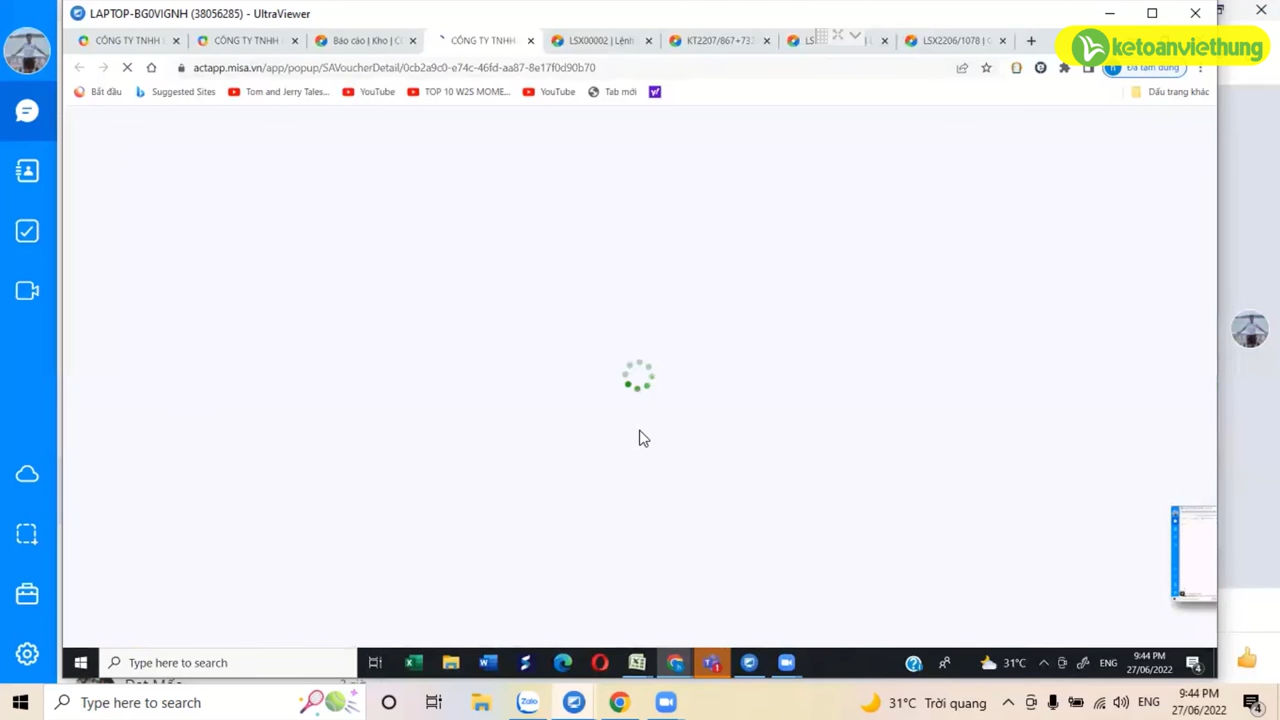 LAPTOP-BG0VIGNH (38056285) - UltraViewer
ketoanviethung
CÔNG TY TNHH
CÔNG TY TNHH
Báo cáo | Kho | C
CÔNG TY TNHH
LSX00002 | Lệnh
KT2207/867+73
LS
LSX2206/1078 | 
actapp.misa.vn/app/popup/SAVoucherDetail/0cb2a9c0-e74c-46fd-aa87-8e17f0d90b70
Đã tạm dừng
Bắt đầu
Suggested Sites
Tom and Jerry Tales...
YouTube
TOP 10 W2S MOME...
YouTube
Tab mới
Dấu trang khác
Type here to search
31°C
ENG
9:44 PM
27/06/2022
4
Type here to search
Zalo
31°C Trời quang
ENG
9:44 PM
27/06/2022
4